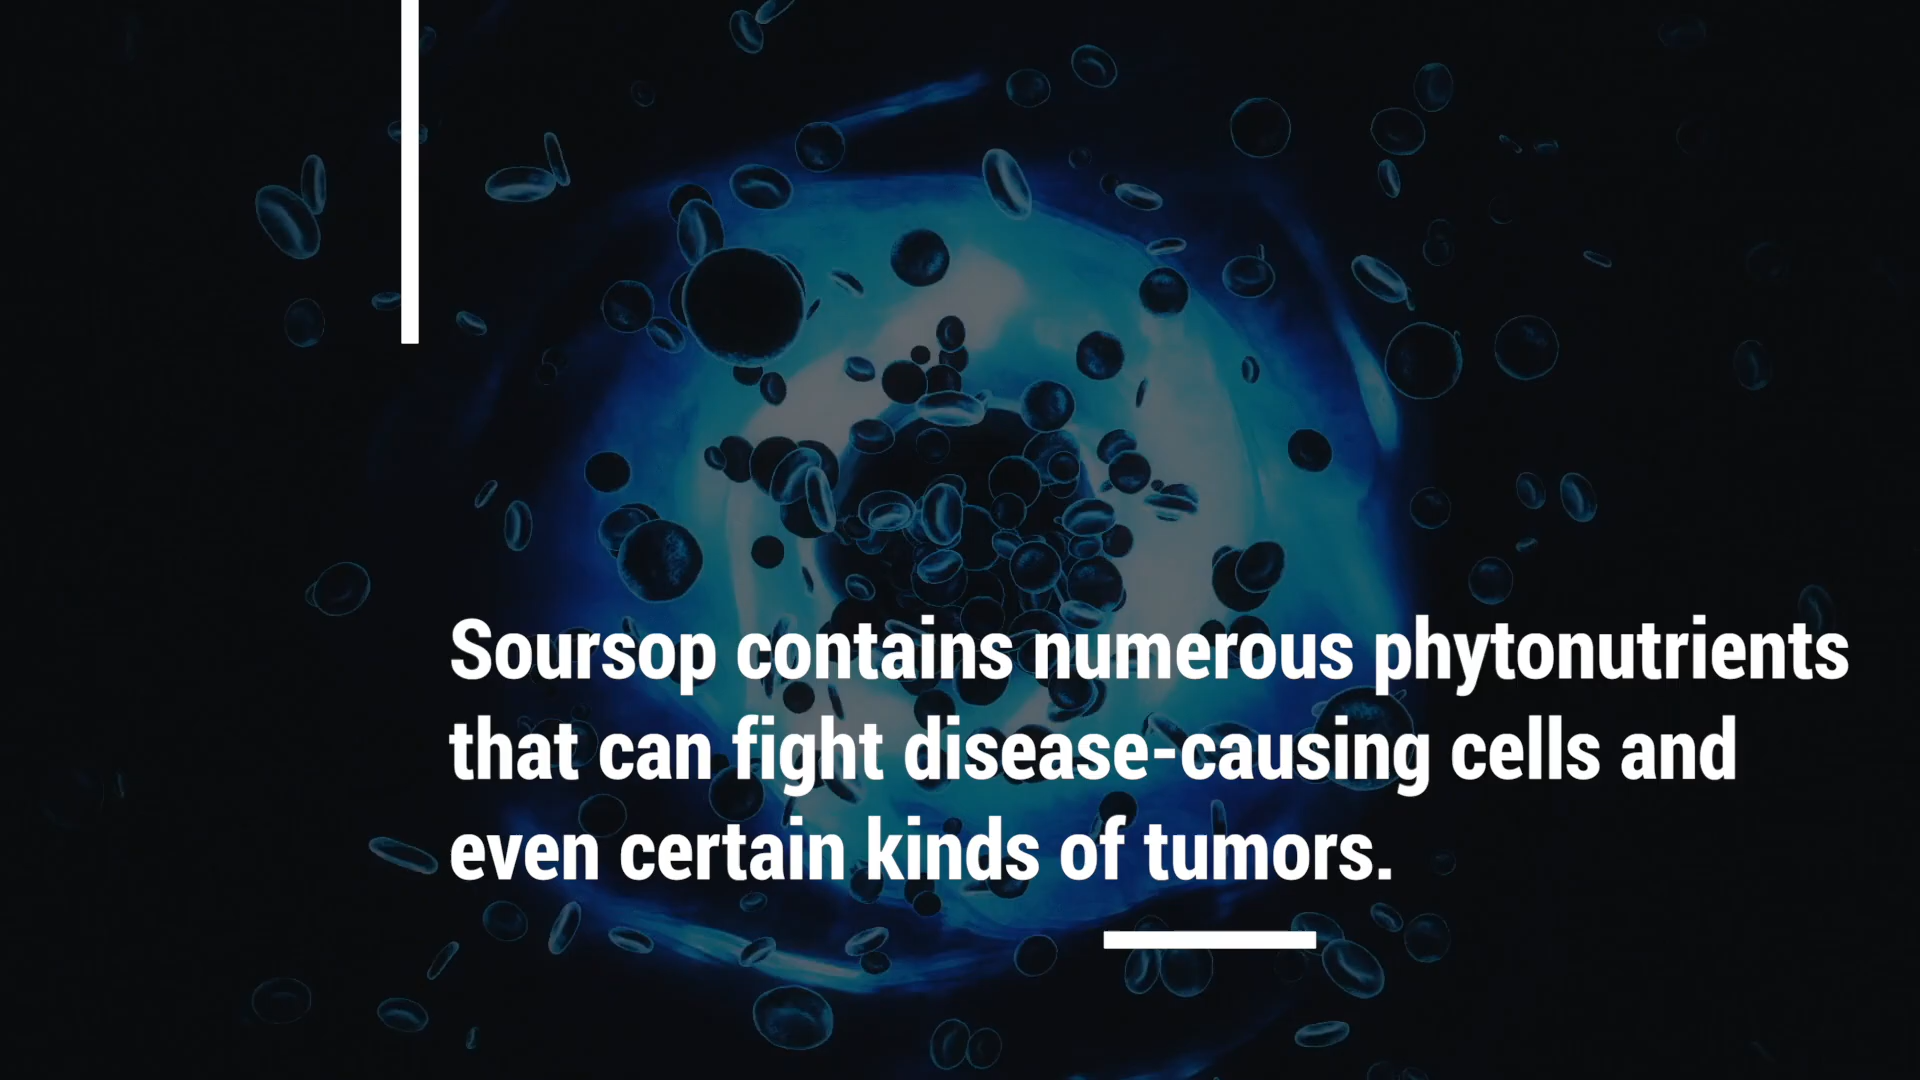 Soursop contains numerous phytonutrients
that can fight disease-causing cells and
even certain kinds of tumors.